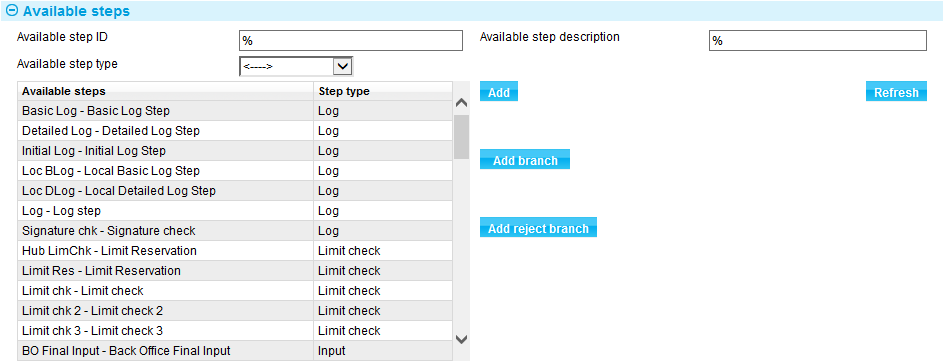 Available steps
Available step ID % Available step description %
Available step type <---->
Available steps Step type Add Refresh
Basic Log - Basic Log Step Log
Detailed Log - Detailed Log Step Log
Initial Log - Initial Log Step Log
Add branch
Loc BLog - Local Basic Log Step Log
Loc DLog - Local Detailed Log Step Log
Log - Log step Log
Signature chk - Signature check Log
Add reject branch
Hub LimChk - Limit Reservation Limit check
Limit Res - Limit Reservation Limit check
Limit chk - Limit check Limit check
Limit chk 2 - Limit check 2 Limit check
Limit chk 3 - Limit check 3 Limit check
BO Final Input - Back Office Final Input Input